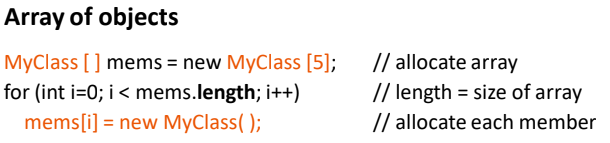 Array of objects
MyClass [ ] mems = new MyClass [5]; // allocate array
for (int i=0; i < mems.length; i++) // length = size of array
mems[i] = new MyClass( ); // allocate each member